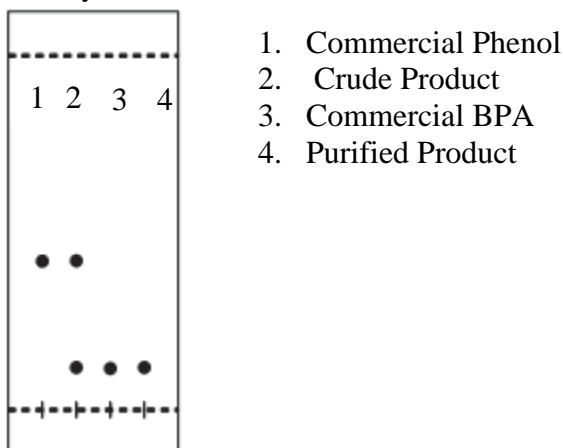 1 2 3 4
1. Commercial Phenol
2. Crude Product
3. Commercial BPA
4. Purified Product